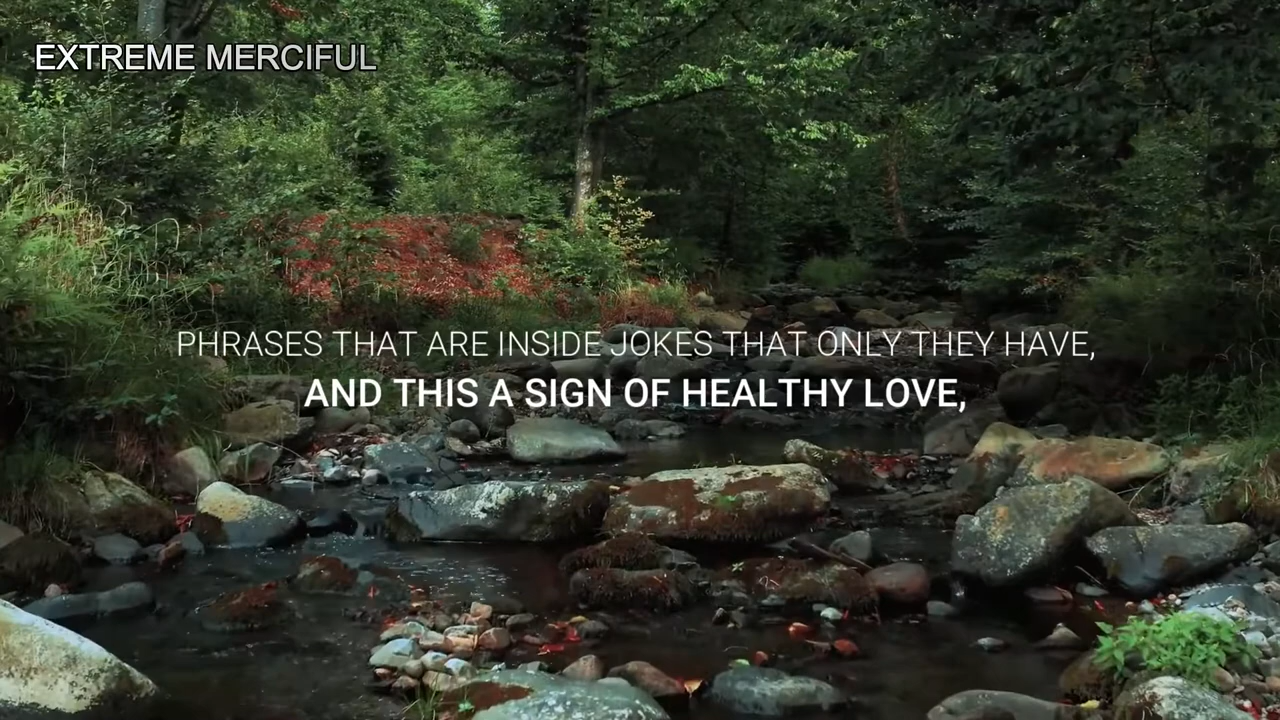 EXTREME MERCIFUL
PHRASES THAT ARE INSIDE JOKES THAT ONLY THEY HAVE,
AND THIS A SIGN OF HEALTHY LOVE,